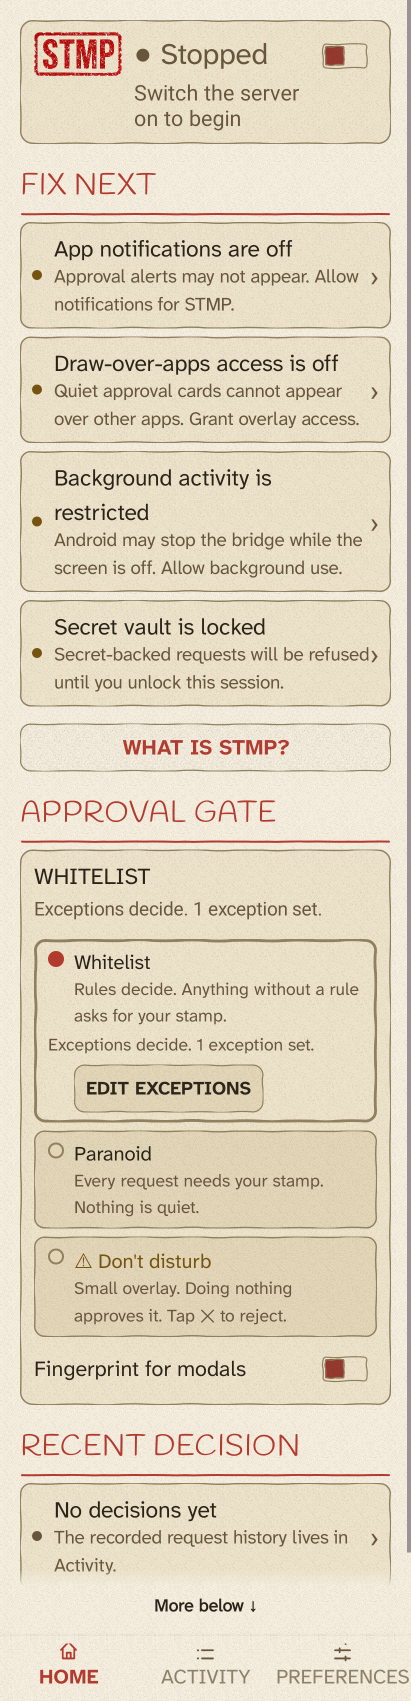 STMP
● Stopped
Switch the server
on to begin
FIX NEXT
App notifications are off
Approval alerts may not appear. Allow
notifications for STMP.
Draw-over-apps access is off
Quiet approval cards cannot appear
over other apps. Grant overlay access.
Background activity is
restricted
Android may stop the bridge while the
screen is off. Allow background use.
Secret vault is locked
Secret-backed requests will be refused
until you unlock this session.
WHAT IS STMP?
APPROVAL GATE
WHITELIST
Exceptions decide. 1 exception set.
Whitelist
Rules decide. Anything without a rule
asks for your stamp.
Exceptions decide. 1 exception set.
EDIT EXCEPTIONS
Paranoid
Every request needs your stamp.
Nothing is quiet.
⚠ Don't disturb
Small overlay. Doing nothing
approves it. Tap ✕ to reject.
Fingerprint for modals
RECENT DECISION
No decisions yet
The recorded request history lives in
Activity.
More below ↓
HOME
ACTIVITY
PREFERENCES